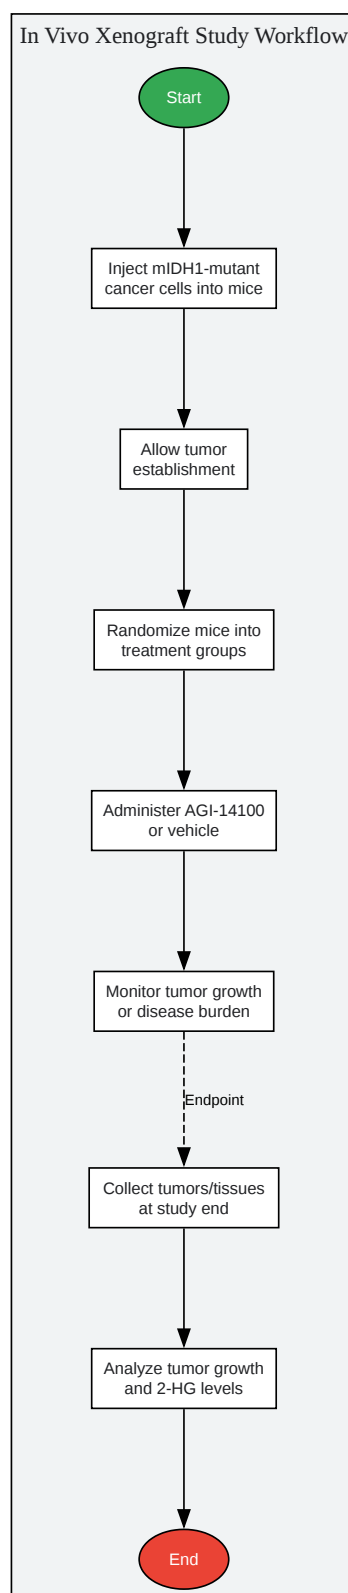 In Vivo Xenograft Study Workflow
Start
Inject mIDH1-mutant
cancer cells into mice
Allow tumor
establishment
Randomize mice into
treatment groups
Administer AGI-14100
or vehicle
Monitor tumor growth
or disease burden
Endpoint
Collect tumors/tissues
at study end
Analyze tumor growth
and 2-HG levels
End